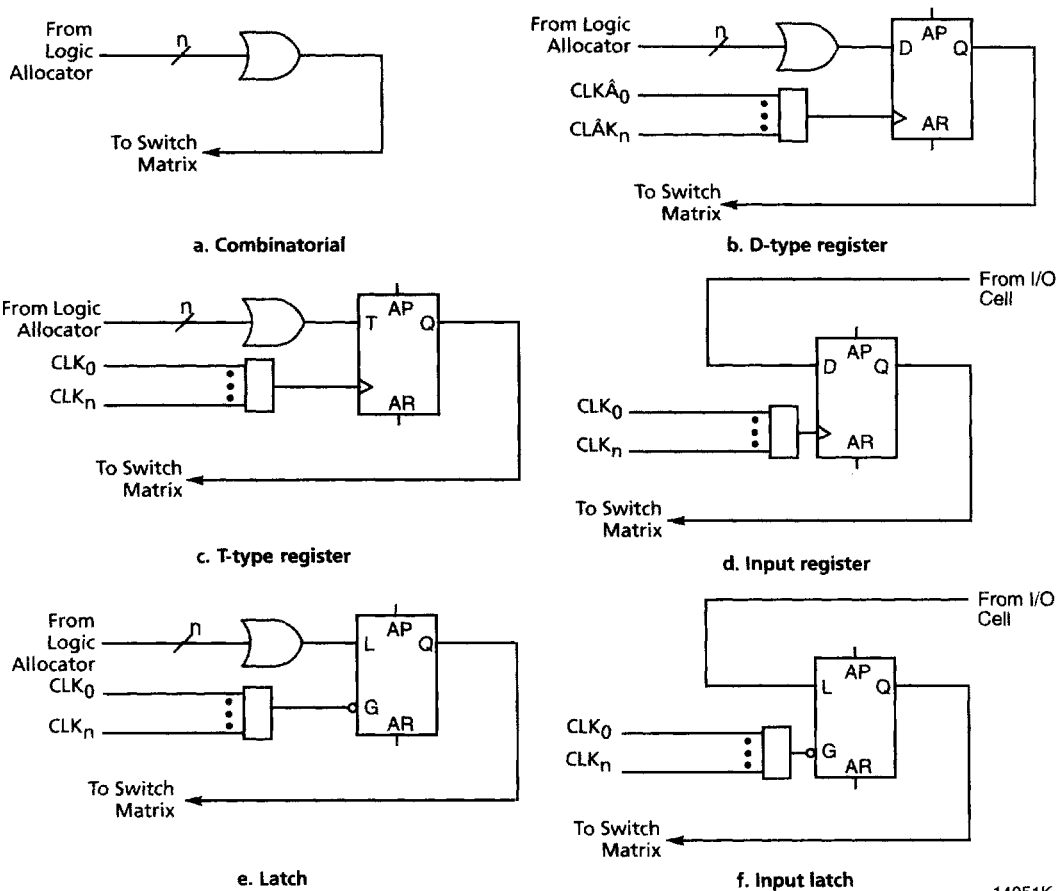 From
Logic
Allocator
n
To Switch
Matrix
a. Combinatorial
From Logic
Allocator
n
CLKÂ0
CLÂKn
D
AP
Q
AR
To Switch
Matrix
b. D-type register
From Logic
Allocator
n
CLK0
CLKn
T
AP
Q
AR
To Switch
Matrix
c. T-type register
From I/O
Cell
D
AP
Q
AR
CLK0
CLKn
To Switch
Matrix
d. Input register
From
Logic
Allocator
n
CLK0
CLKn
L
AP
Q
G
AR
To Switch
Matrix
e. Latch
From I/O
Cell
L
AP
Q
G
AR
CLK0
CLKn
To Switch
Matrix
f. Input latch